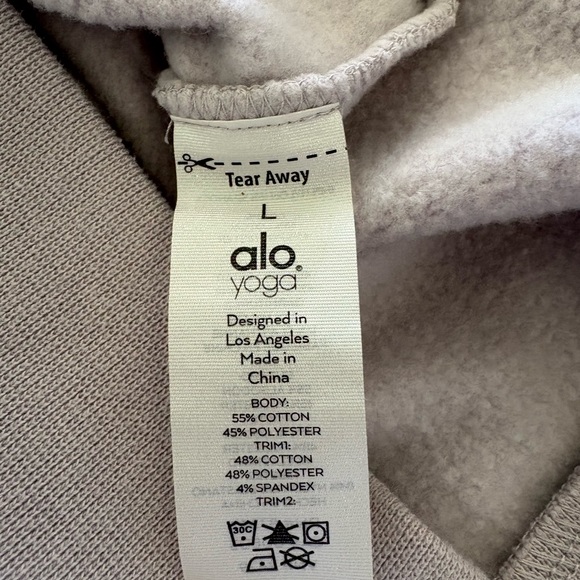 Tear Away
L
alo®
yoga
Designed in
Los Angeles
Made in
China
BODY:
55% COTTON
45% POLYESTER
TRIM1:
48% COTTON
48% POLYESTER
4% SPANDEX
TRIM2:
30C